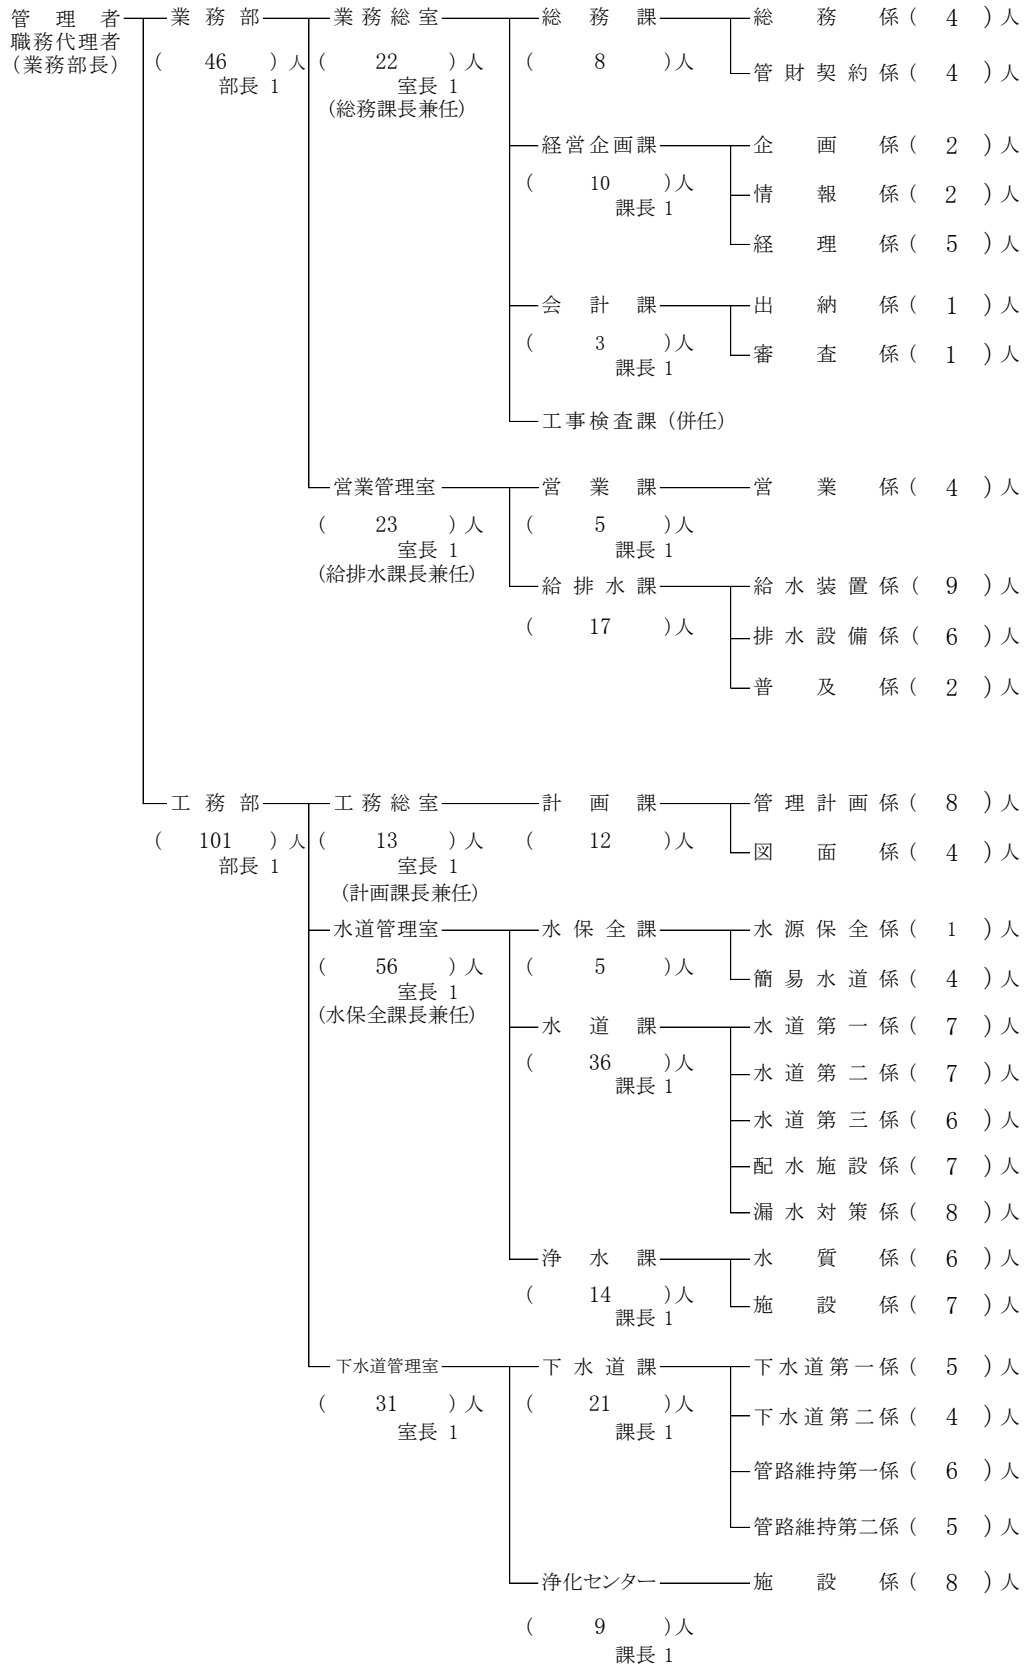 管理者 業務部 業務総室 総務課 総務係(4)人
職務代理者
(業務部長) (46)人 (22)人 (8)人
管財契約係(4)人
部長 1 室長 1
(総務課長兼任)
経営企画課 企画係(2)人
(10)人
情報係(2)人
課長 1
経理係(5)人
会計課 出納係(1)人
(3)人
審査係(1)人
課長 1
工事検査課(併任)
営業管理室 営業課 営業係(4)人
(23)人 (5)人
室長 1 課長 1
(給排水課長兼任)
給排水課 給水装置係(9)人
(17)人
排水設備係(6)人
普及係(2)人
工務部 工務総室 計画課 管理計画係(8)人
(101)人 (13)人 (12)人
図面係(4)人
部長 1 室長 1
(計画課長兼任)
水道管理室 水保全課 水源保全係(1)人
(56)人 (5)人
簡易水道係(4)人
室長 1
(水保全課長兼任)
水道課 水道第一係(7)人
(36)人
水道第二係(7)人
課長 1
水道第三係(6)人
配水施設係(7)人
漏水対策係(8)人
浄水課 水質係(6)人
(14)人
施設係(7)人
課長 1
下水道管理室 下水道課 下水道第一係(5)人
(31)人 (21)人
下水道第二係(4)人
室長 1 課長 1
管路維持第一係(6)人
管路維持第二係(5)人
浄化センター 施設係(8)人
(9)人
課長 1